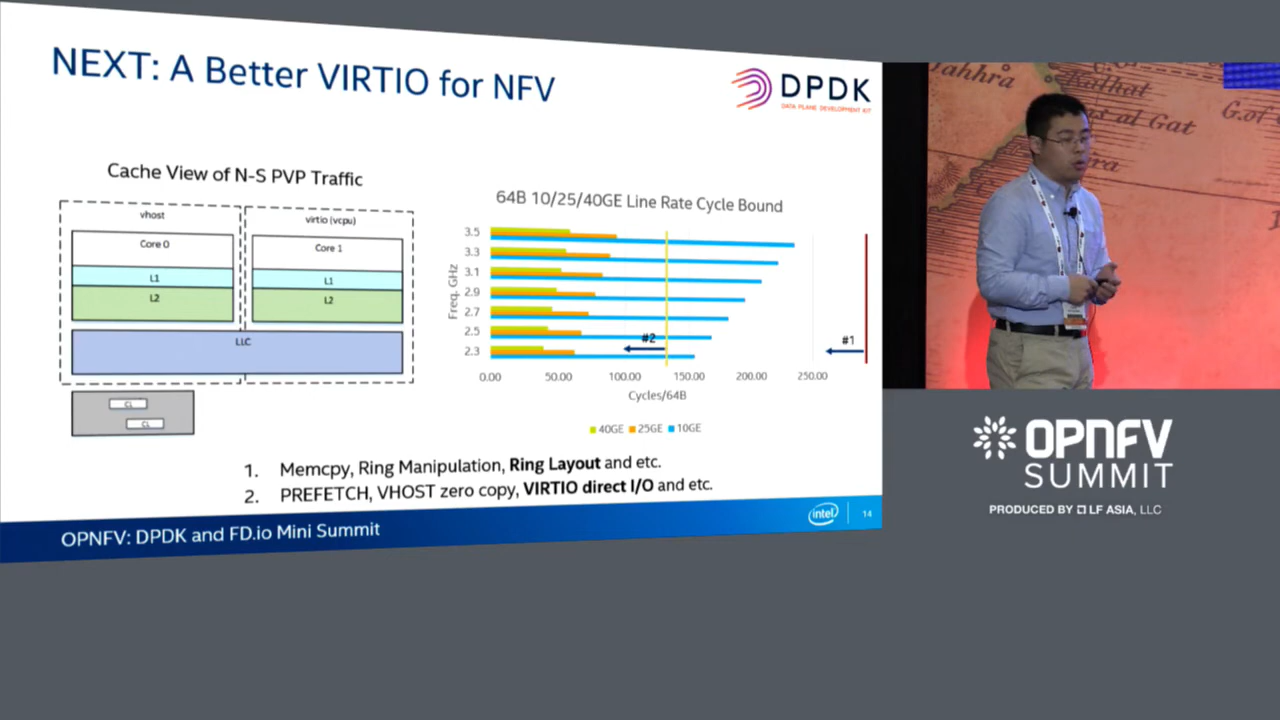 NEXT: A Better VIRTIO for NFV
DPDK
DATA PLANE DEVELOPMENT KIT
Cache View of N-S PVP Traffic
vhost
virtio (vcpu)
Core 0
Core 1
L1
L1
L2
L2
LLC
CL
CL
64B 10/25/40GE Line Rate Cycle Bound
Freq. GHz
3.5
3.3
3.1
2.9
2.7
2.5
2.3
#2
#1
0.00 50.00 100.00 150.00 200.00 250.00
Cycles/64B
40GE 25GE 10GE
1. Memcpy, Ring Manipulation, Ring Layout and etc.
2. PREFETCH, VHOST zero copy, VIRTIO direct I/O and etc.
OPNFV: DPDK and FD.io Mini Summit
intel
14
Kalhat
as al Gat
G.of
OPNFV
SUMMIT
PRODUCED BY LF ASIA, LLC